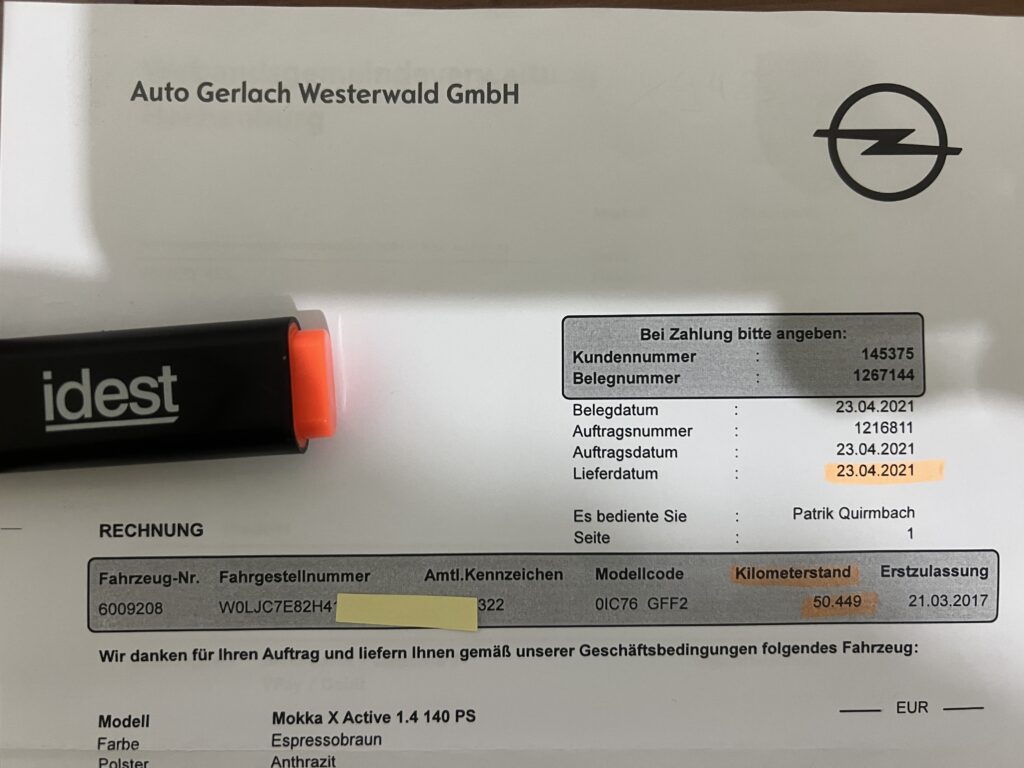 Auto Gerlach Westerwald GmbH
idest
Bei Zahlung bitte angeben:
Kundennummer : 145375
Belegnummer : 1267144
Belegdatum : 23.04.2021
Auftragsnummer : 1216811
Auftragsdatum : 23.04.2021
Lieferdatum : 23.04.2021
Es bediente Sie : Patrik Quirmbach
Seite : 1
RECHNUNG
Fahrzeug-Nr. Fahrgestellnummer Amtl.Kennzeichen Modellcode Kilometerstand Erstzulassung
6009208 W0LJC7E82H4 322 0IC76 GFF2 50.449 21.03.2017
Wir danken für Ihren Auftrag und liefern Ihnen gemäß unserer Geschäftsbedingungen folgendes Fahrzeug:
EUR
Modell Mokka X Active 1.4 140 PS
Farbe Espressobraun
Polster Anthrazit